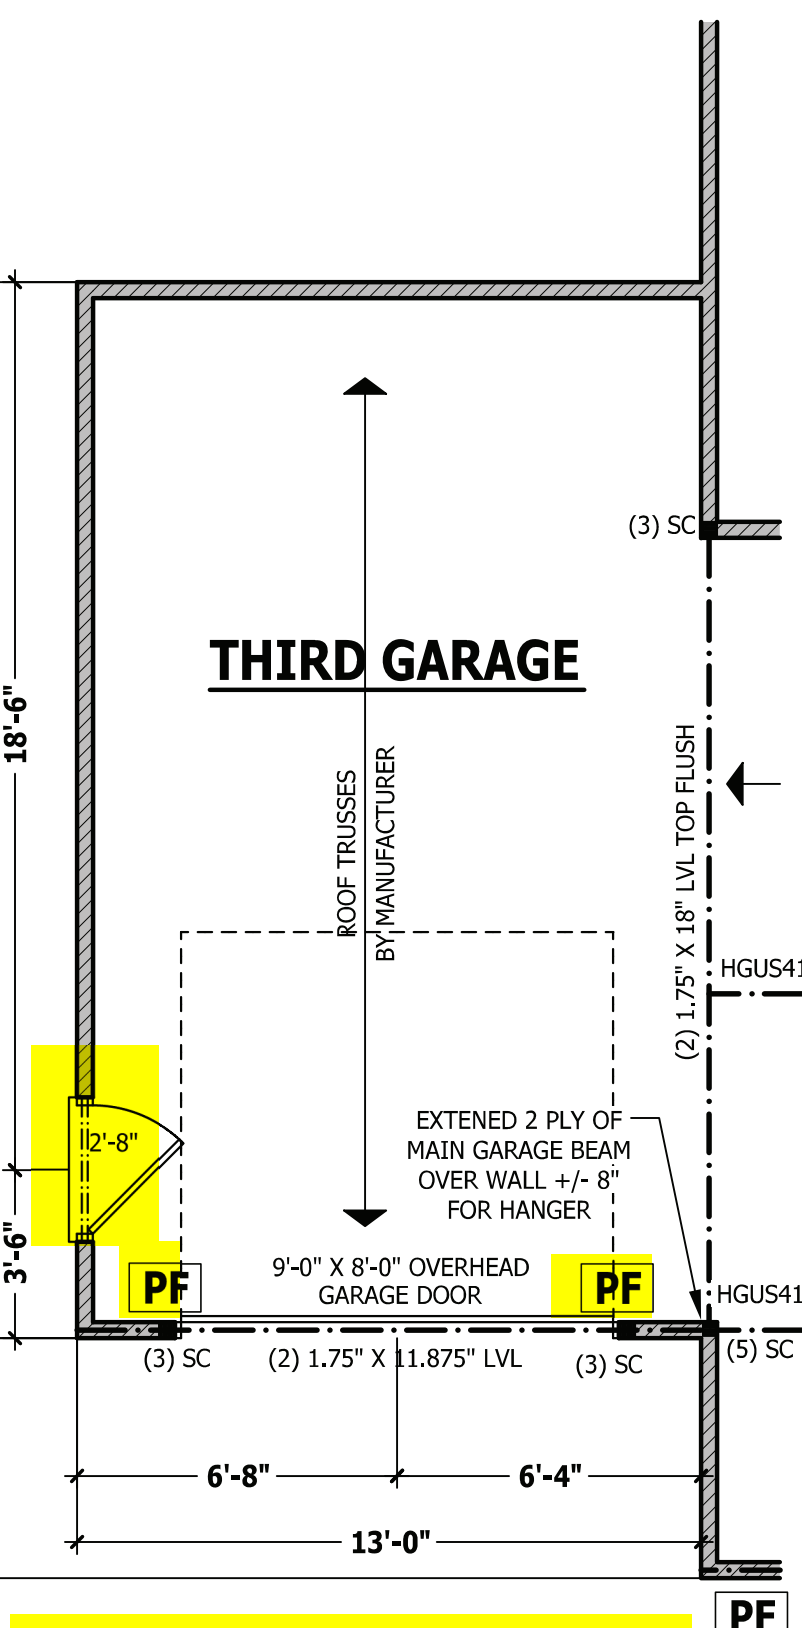 (3) SC
THIRD GARAGE
18'-6"
ROOF TRUSSES
BY MANUFACTURER
(2) 1.75" X 18" LVL TOP FLUSH
HGUS41
2'-8"
EXTENED 2 PLY OF
MAIN GARAGE BEAM
OVER WALL +/- 8"
FOR HANGER
3'-6"
PF
9'-0" X 8'-0" OVERHEAD
GARAGE DOOR
PF
HGUS41
(3) SC
(2) 1.75" X 11.875" LVL
(3) SC
(5) SC
6'-8"
6'-4"
13'-0"
PF